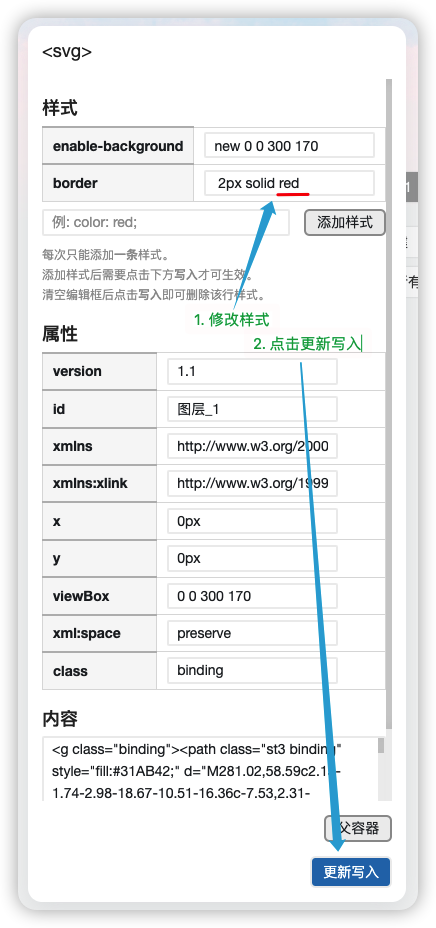 <svg>
样式
enable-background new 0 0 300 170
border 2px solid red
例: color: red; 添加样式
每次只能添加一条样式。
添加样式后需要点击下方写入才可生效。
清空编辑框后点击写入即可删除该行样式。
1. 修改样式
2. 点击更新写入
属性
version 1.1
id 图层_1
xmlns http://www.w3.org/2000
xmlns:xlink http://www.w3.org/1999
x 0px
y 0px
viewBox 0 0 300 170
xml:space preserve
class binding
内容
<g class="binding"><path class="st3 binding"
style="fill:#31AB42;" d="M281.02,58.59c2.1-
1.74-2.98-18.67-10.51-16.36c-7.53,2.31-
父容器
更新写入